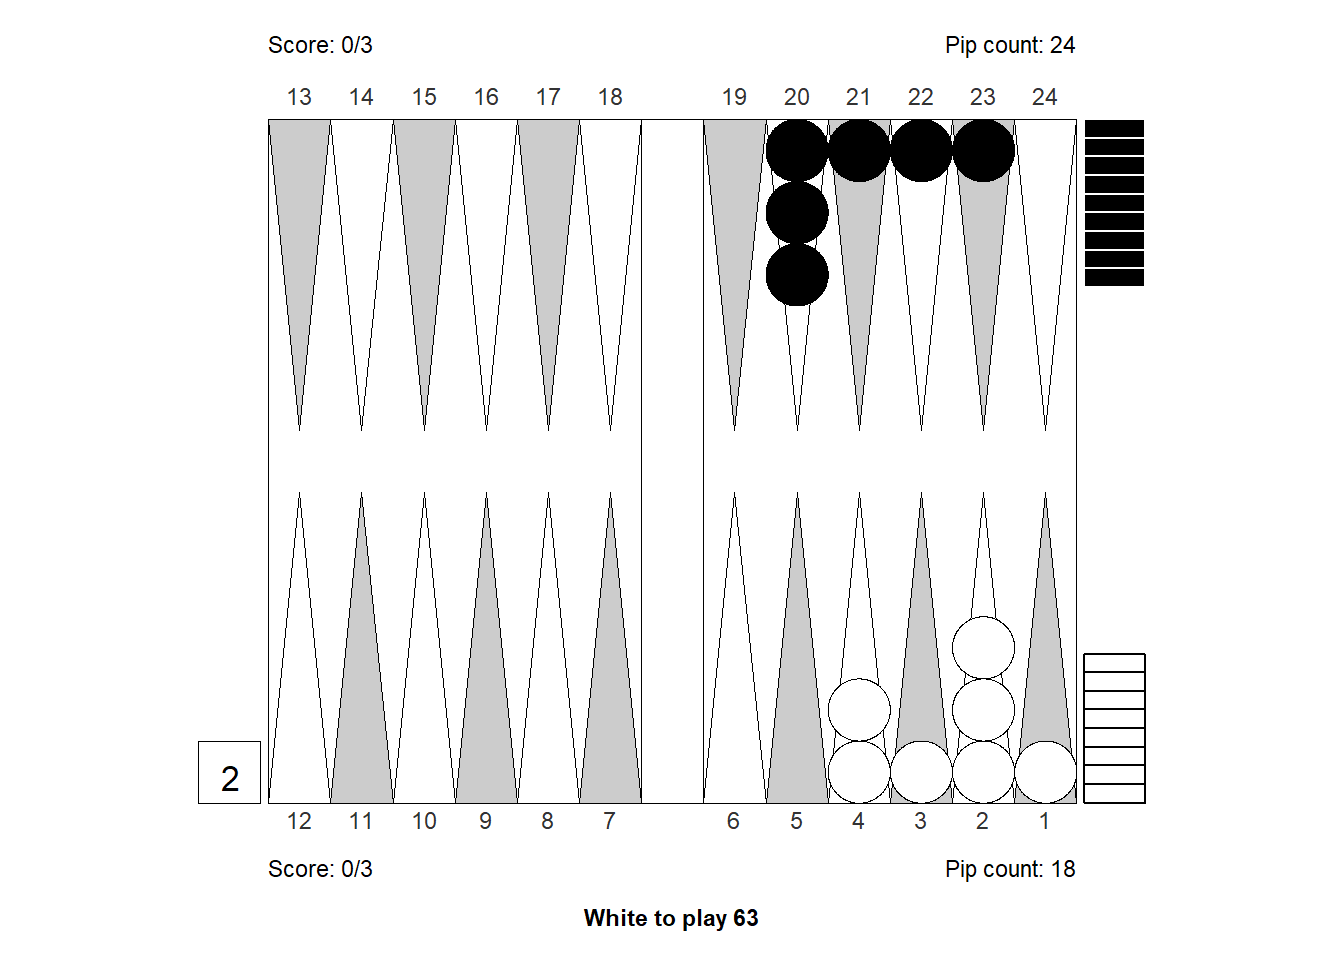 Score: 0/3 Pip count: 24
13 14 15 16 17 18 19 20 21 22 23 24
2
12 11 10 9 8 7 6 5 4 3 2 1
Score: 0/3 Pip count: 18
White to play 63